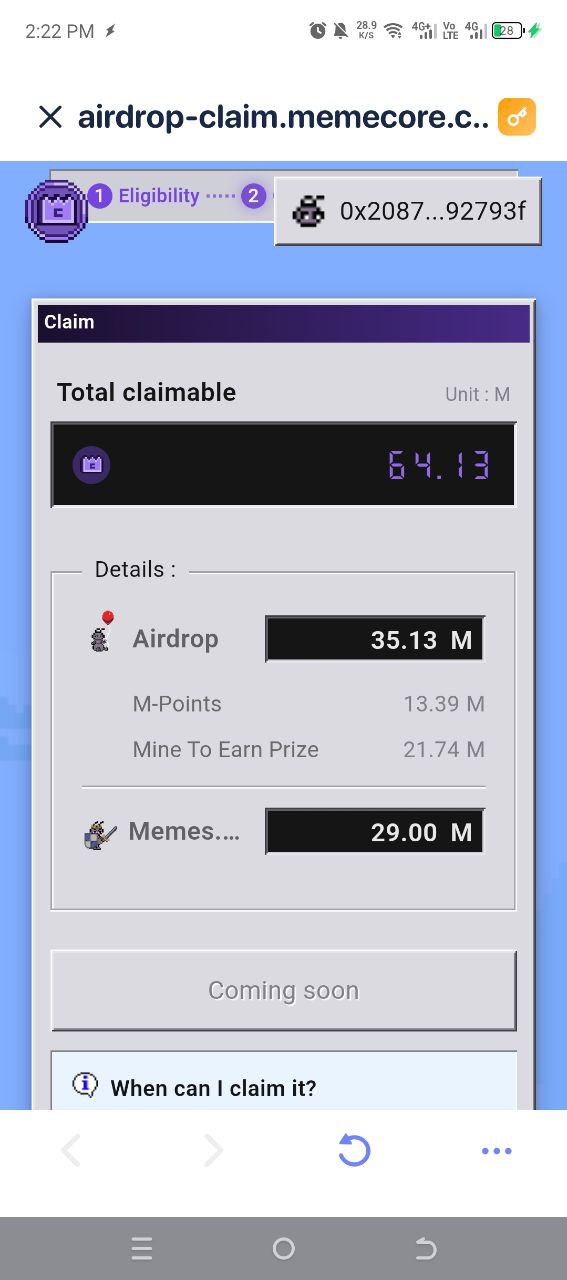 2:22 PM
28.9 K/S 4G+ Vo LTE 4G 28
airdrop-claim.memecore.c..
1 Eligibility ····· 2
0x2087...92793f
Claim
Total claimable Unit : M
64.13
Details :
Airdrop 35.13 M
M-Points 13.39 M
Mine To Earn Prize 21.74 M
Memes.... 29.00 M
Coming soon
When can I claim it?